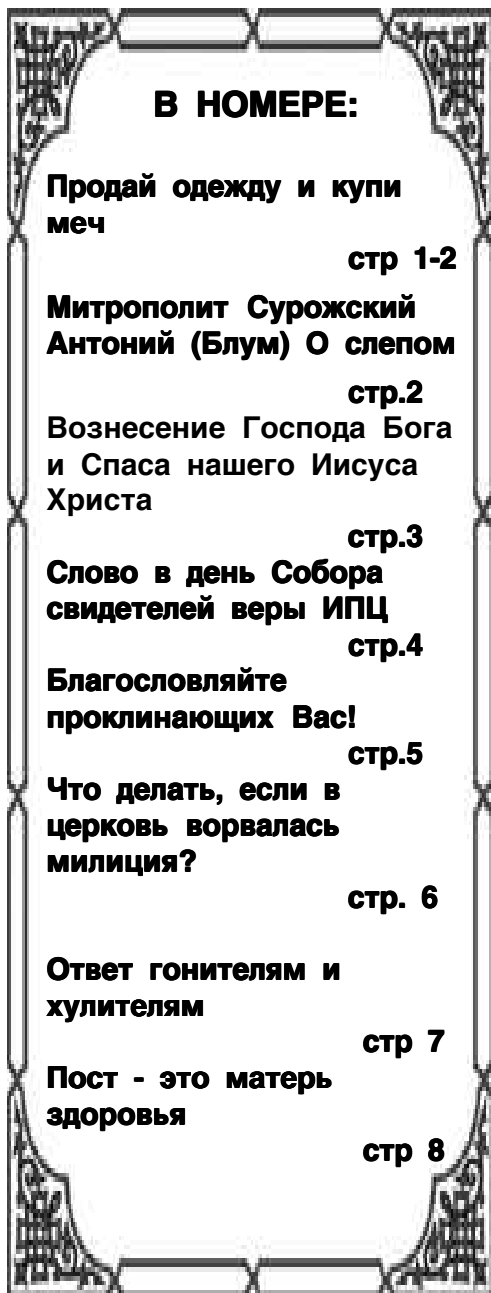 В НОМЕРЕ:
Продай одежду и купи
меч
стр 1-2
Митрополит Сурожский
Антоний (Блум) О слепом
стр.2
Вознесение Господа Бога
и Спаса нашего Иисуса
Христа
стр.3
Слово в день Собора
свидетелей веры ИПЦ
стр.4
Благословляйте
проклинающих Вас!
стр.5
Что делать, если в
церковь ворвалась
милиция?
стр. 6
Ответ гонителям и
хулителям
стр 7
Пост - это матерь
здоровья
стр 8